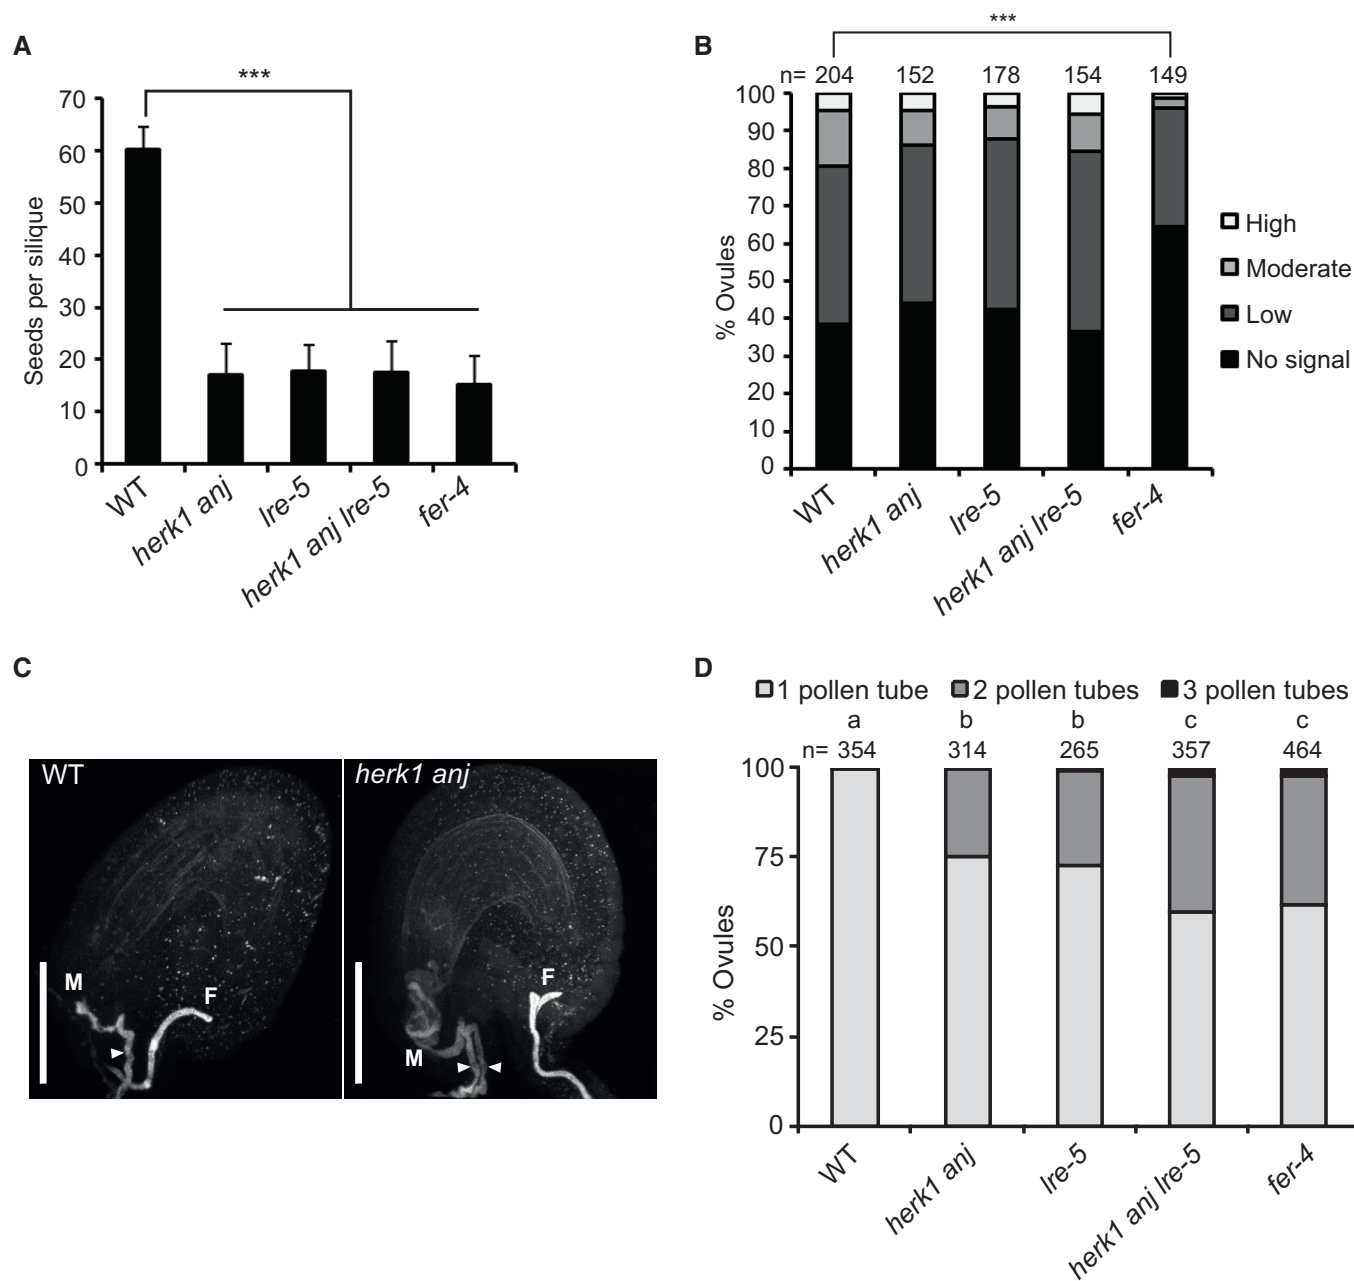 A
***
70
60
50
40
30
20
10
0
Seeds per silique
WT
herk1 anj
lre-5
herk1 anj lre-5
fer-4
B
***
n= 204 152 178 154 149
100
90
80
70
60
50
40
30
20
10
0
% Ovules
High
Moderate
Low
No signal
WT
herk1 anj
lre-5
herk1 anj lre-5
fer-4
C
WT
M
F
herk1 anj
F
M
D
1 pollen tube 2 pollen tubes 3 pollen tubes
a b b c c
n= 354 314 265 357 464
100
75
50
25
0
% Ovules
WT
herk1 anj
lre-5
herk1 anj lre-5
fer-4